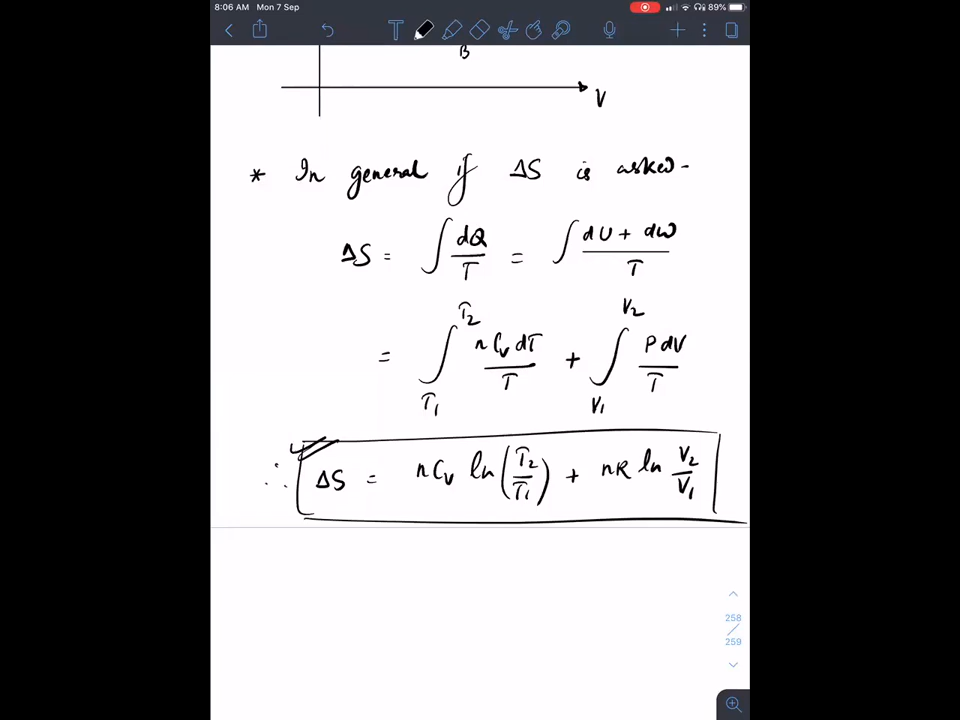 8:06 AM Mon 7 Sep 89%
T
B
V
* In general if ΔS is asked-
ΔS = ∫ dQ/T = ∫ dU + dW/T
= ∫_{T1}^{T2} nCv dT/T + ∫_{V1}^{V2} PdV/T
∴ ΔS = nCv ln(T2/T1) + nR ln V2/V1
258
259